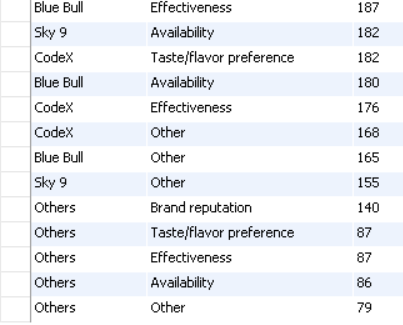 Blue Bull Effectiveness 187
Sky 9 Availability 182
CodeX Taste/flavor preference 182
Blue Bull Availability 180
CodeX Effectiveness 176
CodeX Other 168
Blue Bull Other 165
Sky 9 Other 155
Others Brand reputation 140
Others Taste/flavor preference 87
Others Effectiveness 87
Others Availability 86
Others Other 79